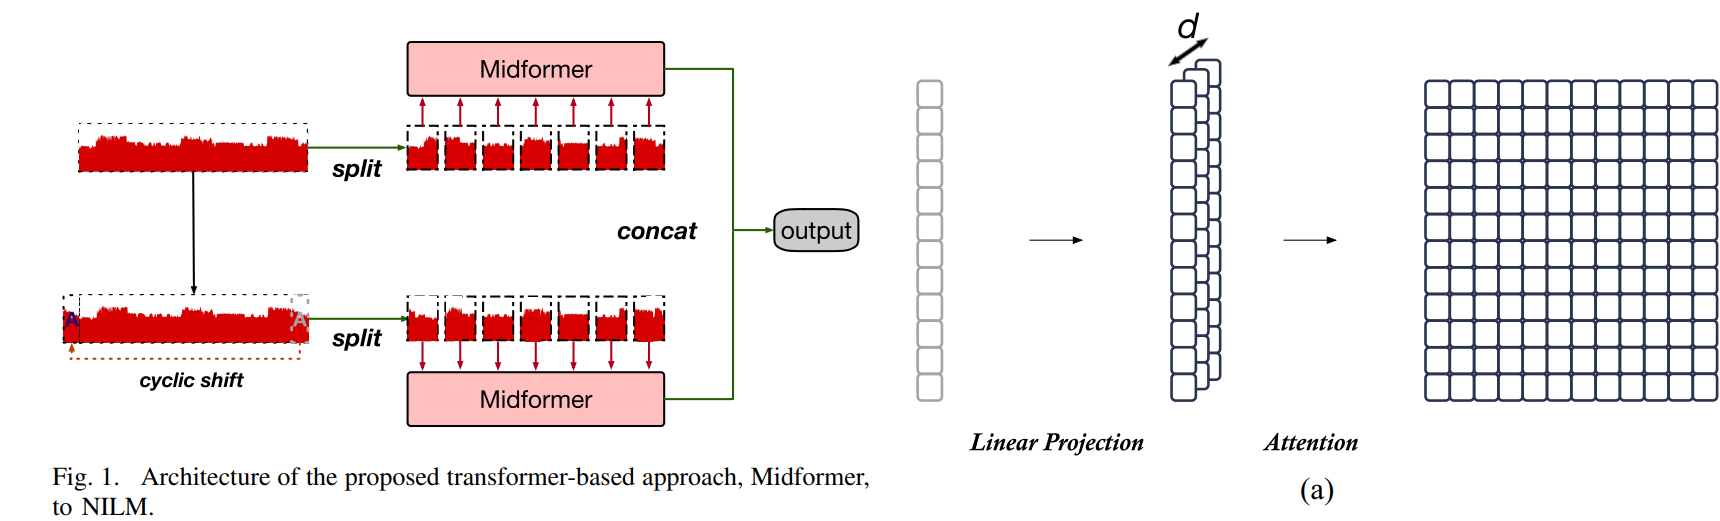 Midformer
split
concat
output
A
A
split
cyclic shift
Midformer
Fig. 1. Architecture of the proposed transformer-based approach, Midformer,
to NILM.
d
Linear Projection
Attention
(a)